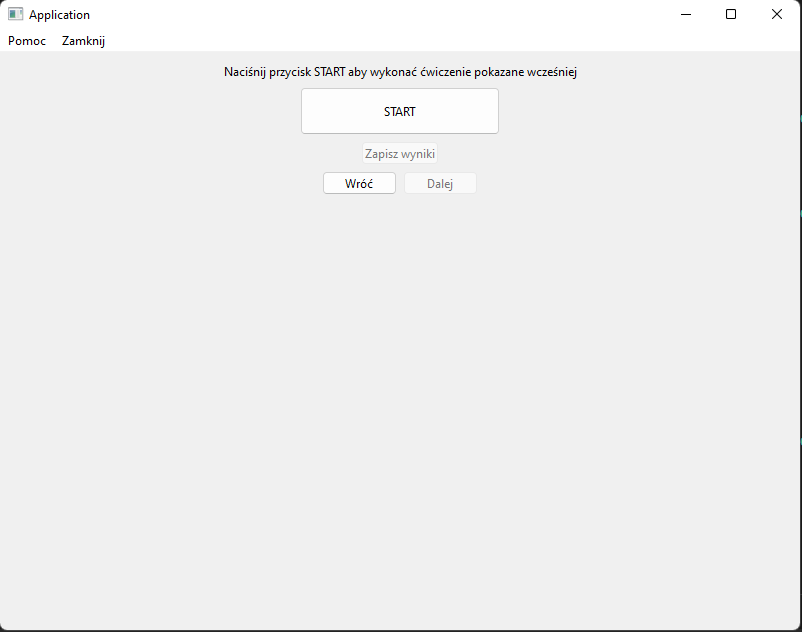 Application
Pomoc Zamknij
Naciśnij przycisk START aby wykonać ćwiczenie pokazane wcześniej
START
Zapisz wyniki
Wróć Dalej